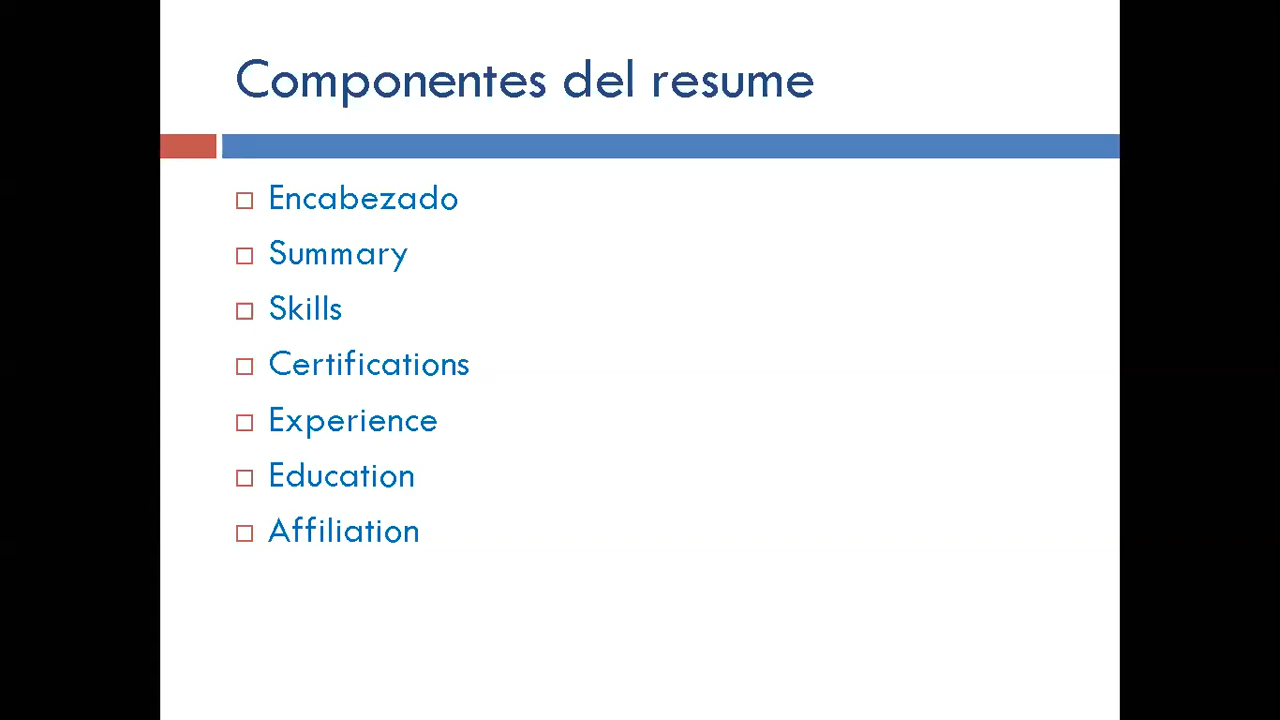 Componentes del resume
Encabezado
Summary
Skills
Certifications
Experience
Education
Affiliation